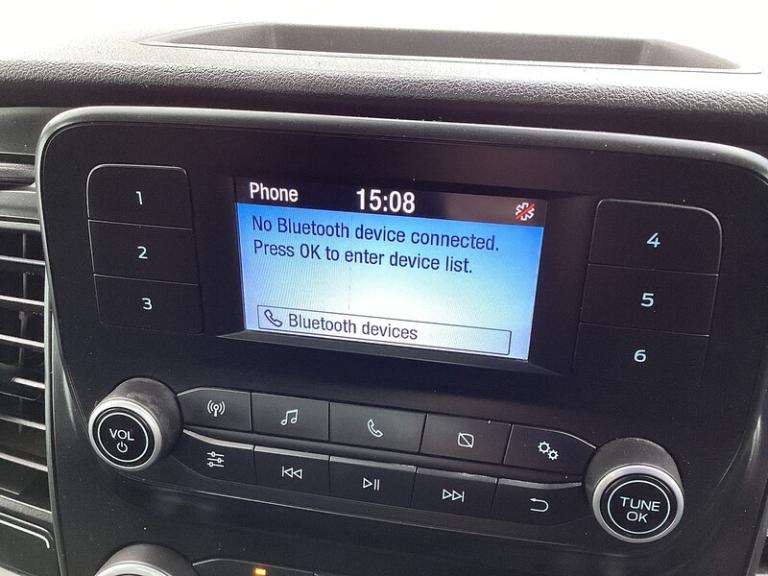 Phone 15:08
No Bluetooth device connected.
Press OK to enter device list.
Bluetooth devices
1
2
3
4
5
6
VOL
TUNE
OK